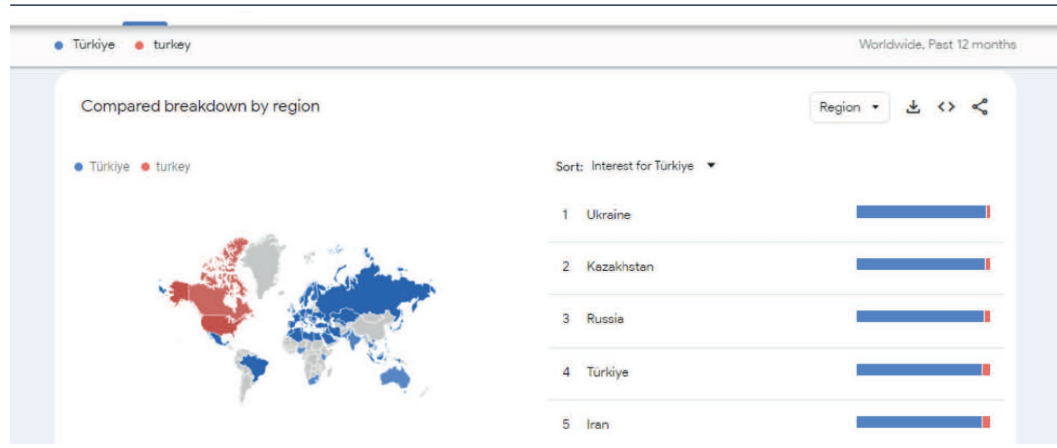 Türkiye turkey Worldwide, Past 12 months
Compared breakdown by region Region
Türkiye turkey Sort: Interest for Türkiye
1 Ukraine
2 Kazakhstan
3 Russia
4 Türkiye
5 Iran